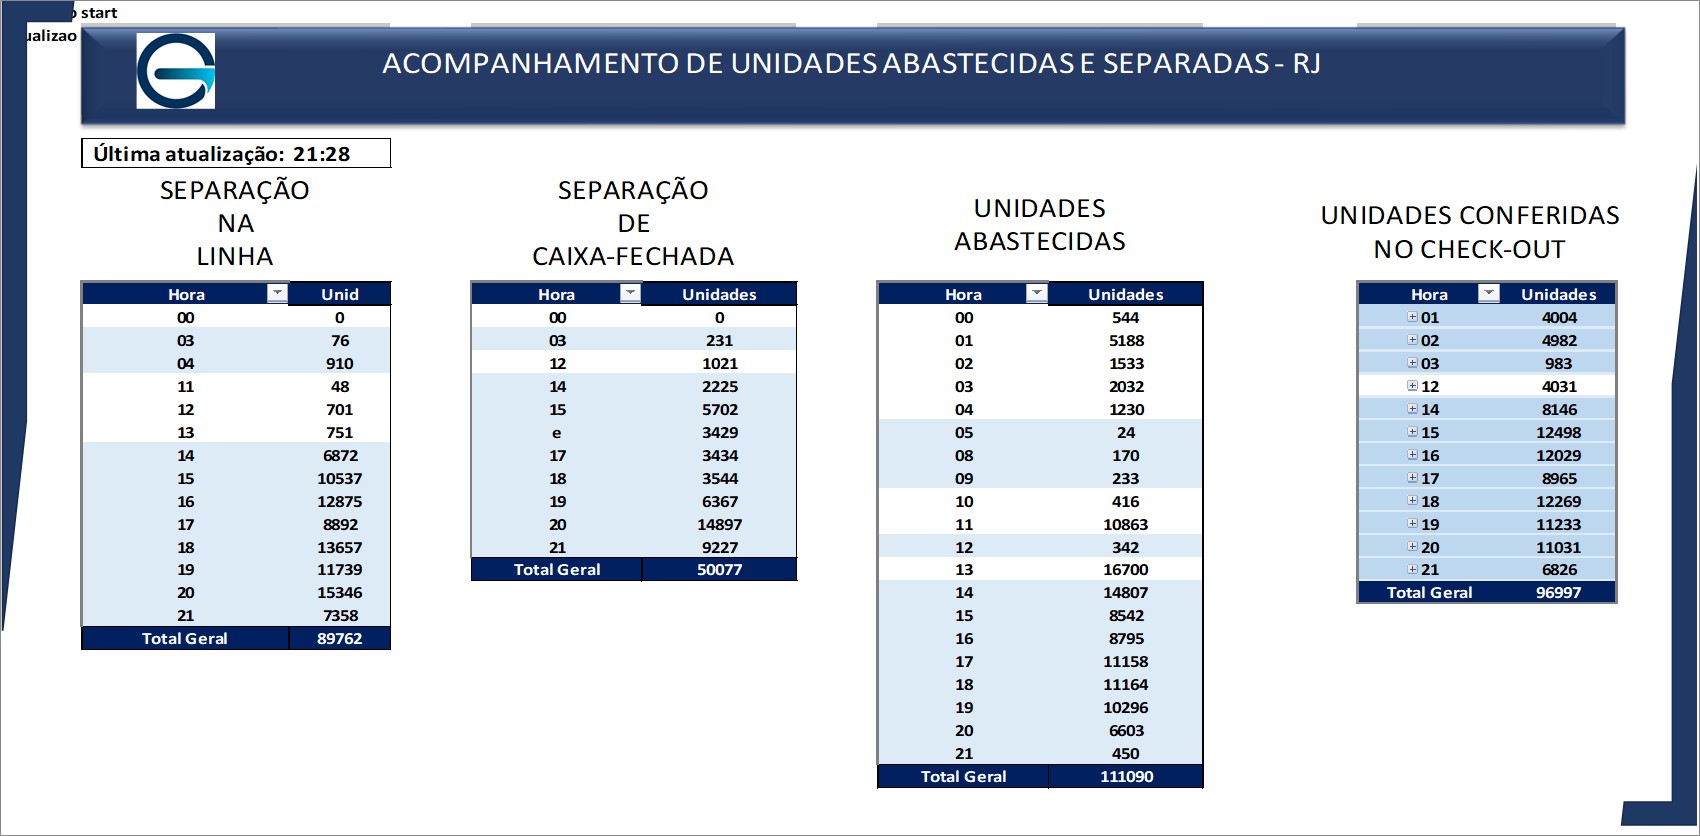 start
ualizao
ACOMPANHAMENTO DE UNIDADES ABASTECIDAS E SEPARADAS - RJ
Última atualização: 21:28
SEPARAÇÃO
NA
LINHA
Hora Unid
00 0
03 76
04 910
11 48
12 701
13 751
14 6872
15 10537
16 12875
17 8892
18 13657
19 11739
20 15346
21 7358
Total Geral 89762
SEPARAÇÃO
DE
CAIXA-FECHADA
Hora Unidades
00 0
03 231
12 1021
14 2225
15 5702
e 3429
17 3434
18 3544
19 6367
20 14897
21 9227
Total Geral 50077
UNIDADES
ABASTECIDAS
Hora Unidades
00 544
01 5188
02 1533
03 2032
04 1230
05 24
08 170
09 233
10 416
11 10863
12 342
13 16700
14 14807
15 8542
16 8795
17 11158
18 11164
19 10296
20 6603
21 450
Total Geral 111090
UNIDADES CONFERIDAS
NO CHECK-OUT
Hora Unidades
01 4004
02 4982
03 983
12 4031
14 8146
15 12498
16 12029
17 8965
18 12269
19 11233
20 11031
21 6826
Total Geral 96997